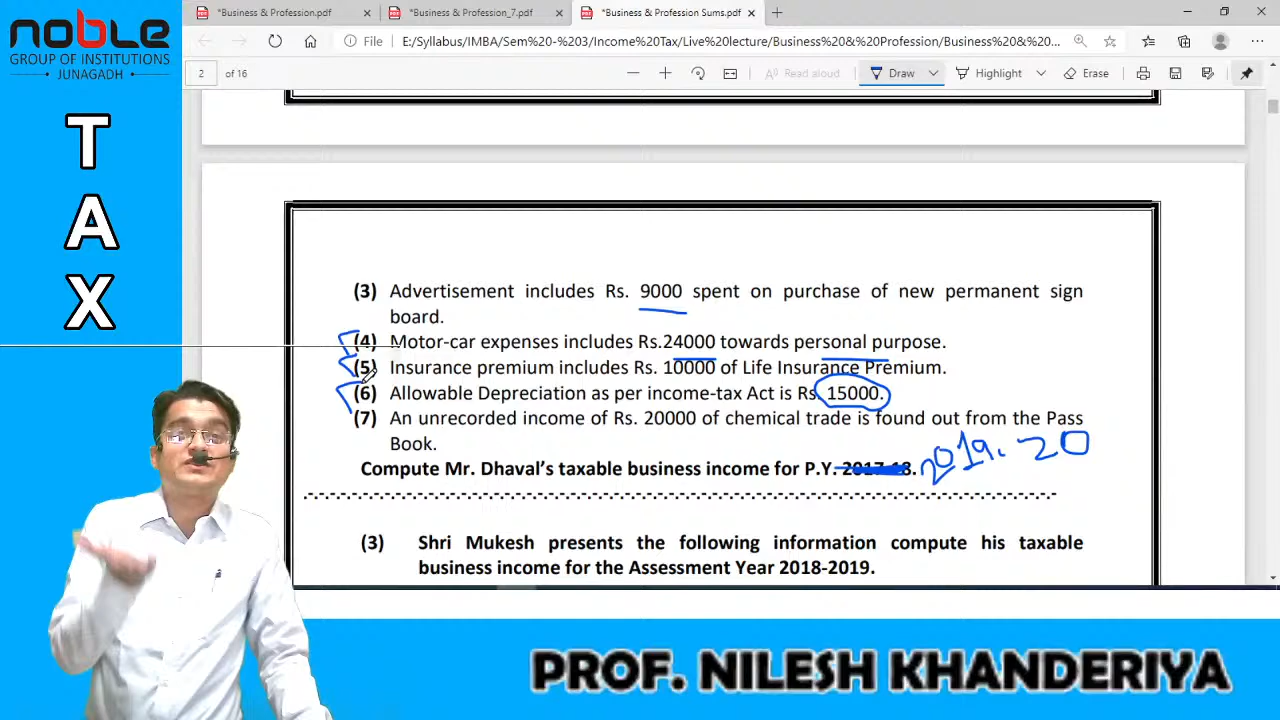 noble
GROUP OF INSTITUTIONS
JUNAGADH
T
A
X
*Business & Profession.pdf
*Business & Profession_7.pdf
*Business & Profession Sums.pdf
File
E:/Syllabus/IMBA/Sem%20-%203/Income%20Tax/Live%20lecture/Business%20&%20Profession/Business%20&%...
2 of 16
Read aloud
Draw
Highlight
Erase
(3) Advertisement includes Rs. 9000 spent on purchase of new permanent sign
board.
(4) Motor-car expenses includes Rs.24000 towards personal purpose.
(5) Insurance premium includes Rs. 10000 of Life Insurance Premium.
(6) Allowable Depreciation as per income-tax Act is Rs. 15000.
(7) An unrecorded income of Rs. 20000 of chemical trade is found out from the Pass
Book.
Compute Mr. Dhaval's taxable business income for P.Y. 2017-18. 2019.20
(3) Shri Mukesh presents the following information compute his taxable
business income for the Assessment Year 2018-2019.
PROF. NILESH KHANDERIYA